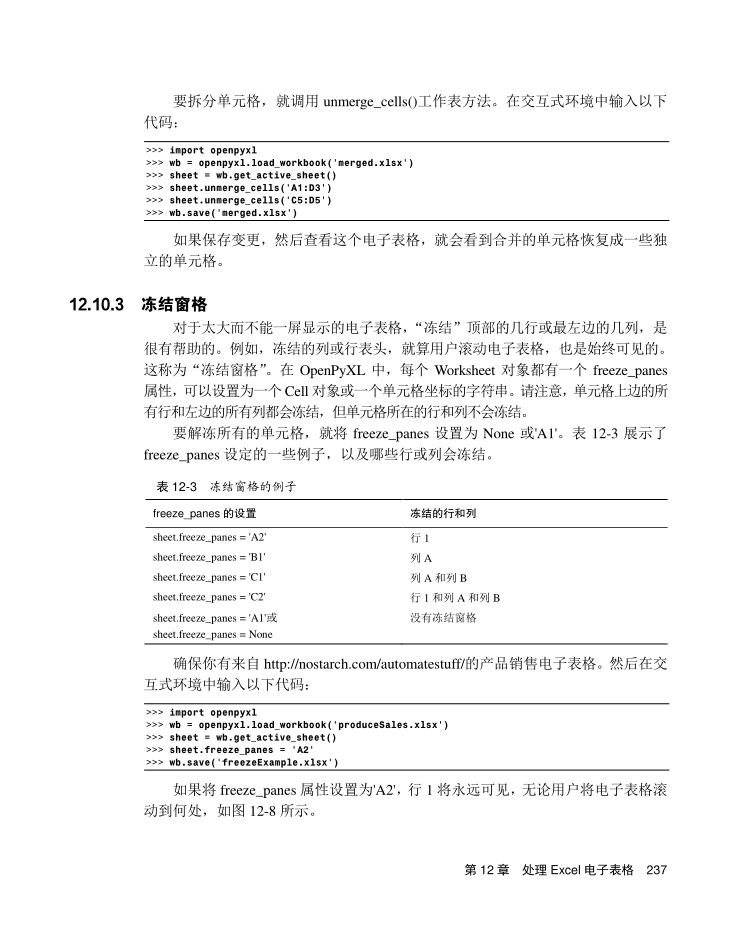 要拆分单元格，就调用 unmerge_cells()工作表方法。在交互式环境中输入以下
代码：
>>> import openpyxl
>>> wb = openpyxl.load_workbook('merged.xlsx')
>>> sheet = wb.get_active_sheet()
>>> sheet.unmerge_cells('A1:D3')
>>> sheet.unmerge_cells('C5:D5')
>>> wb.save('merged.xlsx')
如果保存变更，然后查看这个电子表格，就会看到合并的单元格恢复成一些独
立的单元格。
12.10.3 冻结窗格
对于太大而不能一屏显示的电子表格，“冻结”顶部的几行或最左边的几列，是
很有帮助的。例如，冻结的列或行表头，就算用户滚动电子表格，也是始终可见的。
这称为“冻结窗格”。在 OpenPyXL 中，每个 Worksheet 对象都有一个 freeze_panes
属性，可以设置为一个 Cell 对象或一个单元格坐标的字符串。请注意，单元格上边的所
有行和左边的所有列都会冻结，但单元格所在的行和列不会冻结。
要解冻所有的单元格，就将 freeze_panes 设置为 None 或'A1'。表 12-3 展示了
freeze_panes 设定的一些例子，以及哪些行或列会冻结。
表 12-3 冻结窗格的例子
freeze_panes 的设置 冻结的行和列
sheet.freeze_panes = 'A2' 行 1
sheet.freeze_panes = 'B1' 列 A
sheet.freeze_panes = 'C1' 列 A 和列 B
sheet.freeze_panes = 'C2' 行 1 和列 A 和列 B
sheet.freeze_panes = 'A1'或 没有冻结窗格
sheet.freeze_panes = None
确保你有来自 http://nostarch.com/automatestuff/的产品销售电子表格。然后在交
互式环境中输入以下代码：
>>> import openpyxl
>>> wb = openpyxl.load_workbook('produceSales.xlsx')
>>> sheet = wb.get_active_sheet()
>>> sheet.freeze_panes = 'A2'
>>> wb.save('freezeExample.xlsx')
如果将 freeze_panes 属性设置为'A2'，行 1 将永远可见，无论用户将电子表格滚
动到何处，如图 12-8 所示。
第 12 章 处理 Excel 电子表格 237